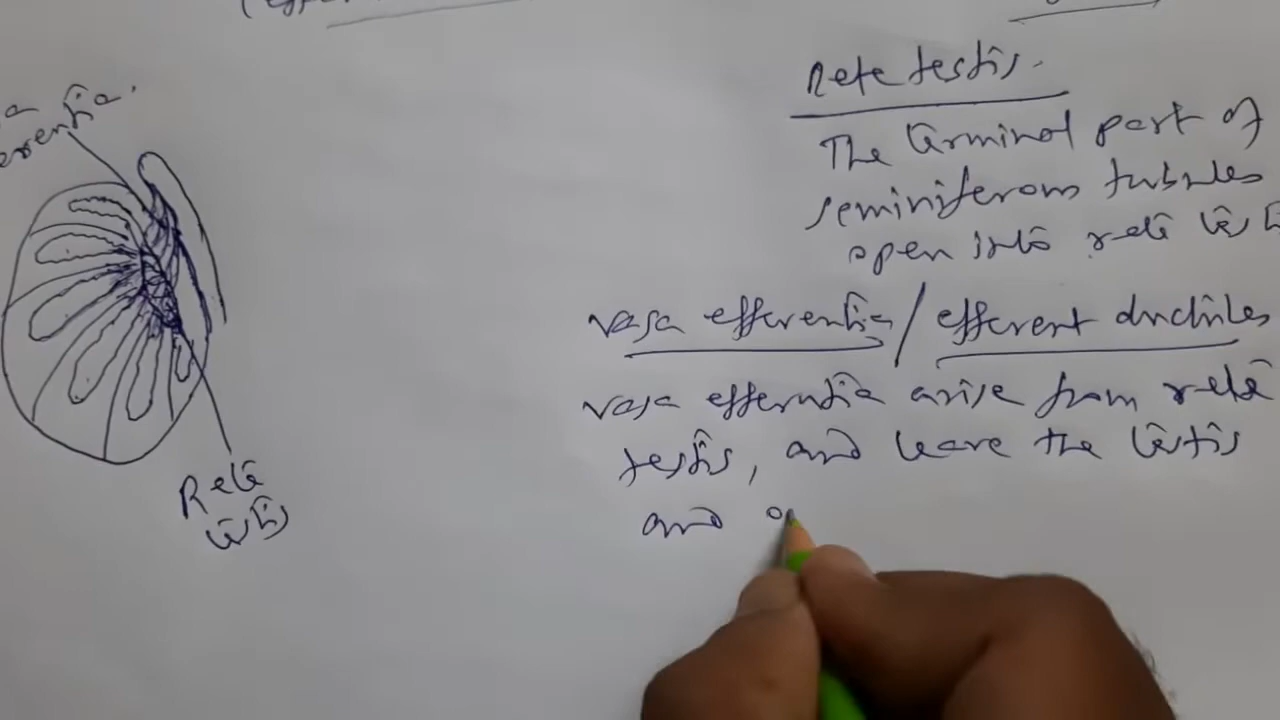 erentia.
Rete testis.
The terminal part of
seminiferous tubules
open into rete
vasa efferentia / efferent ductules
vasa efferentia arise from rete
testis, and leave the testis
and o
Rete
testis